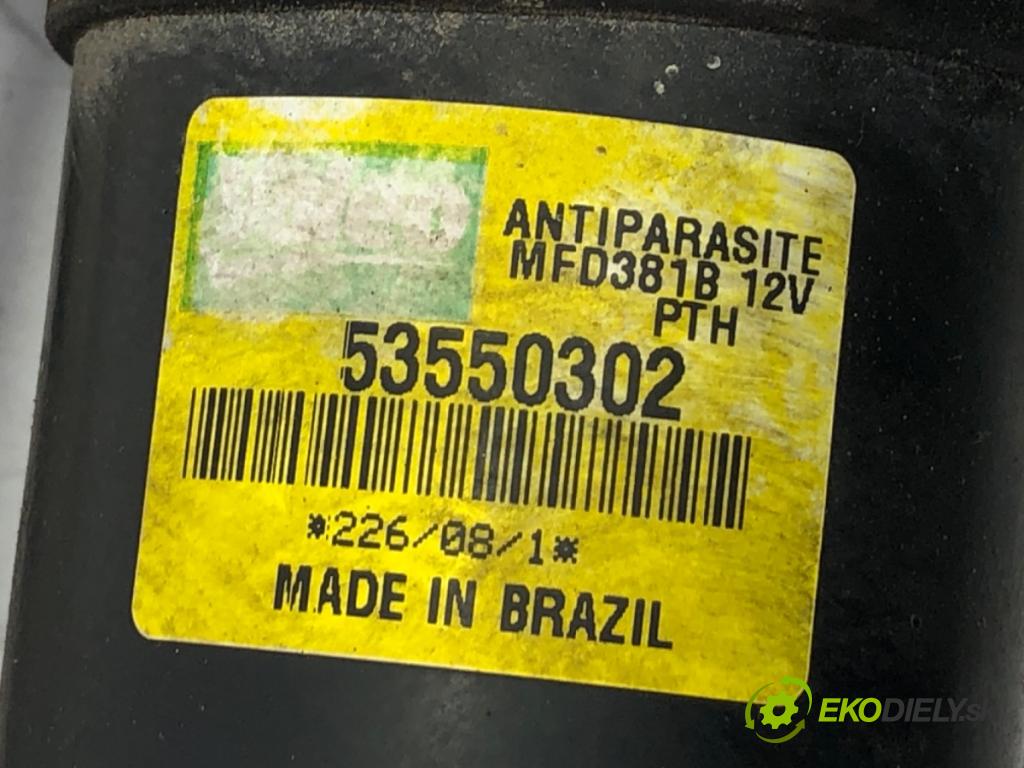 ANTIPARASITE
MFD381B 12V
PTH
53550302
*226/08/1*
MADE IN BRAZIL
EKODIELY.sk